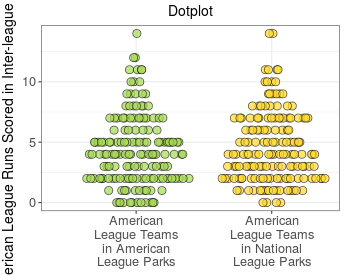 Dotplot
erican League Runs Scored in Inter-league
10
5
0
American
League Teams
in American
League Parks
American
League Teams
in National
League Parks